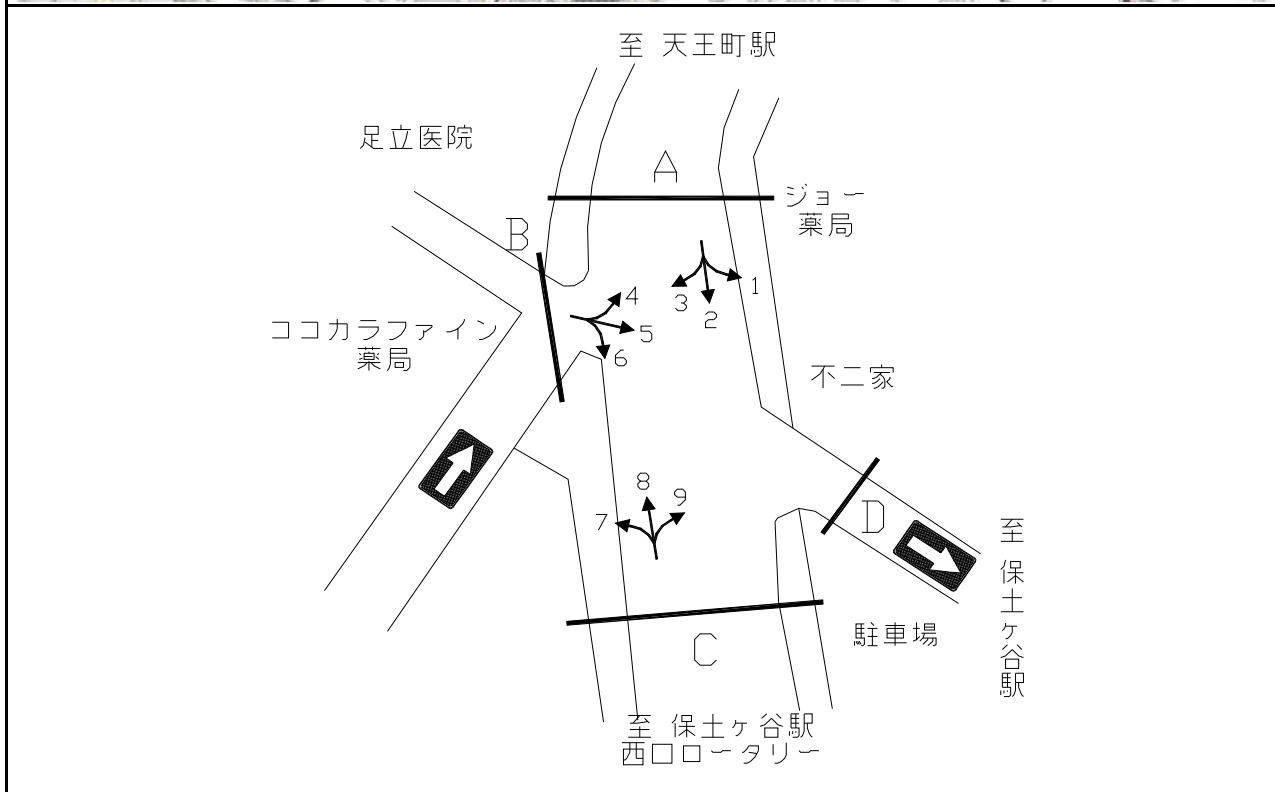 至 天王町駅
足立医院
A
ジョー
薬局
B
1
3
2
4
5
6
ココカラファイン
薬局
不二家
8
9
7
D
至 保土ヶ谷駅
駐車場
C
至 保土ヶ谷駅
西口ロータリー